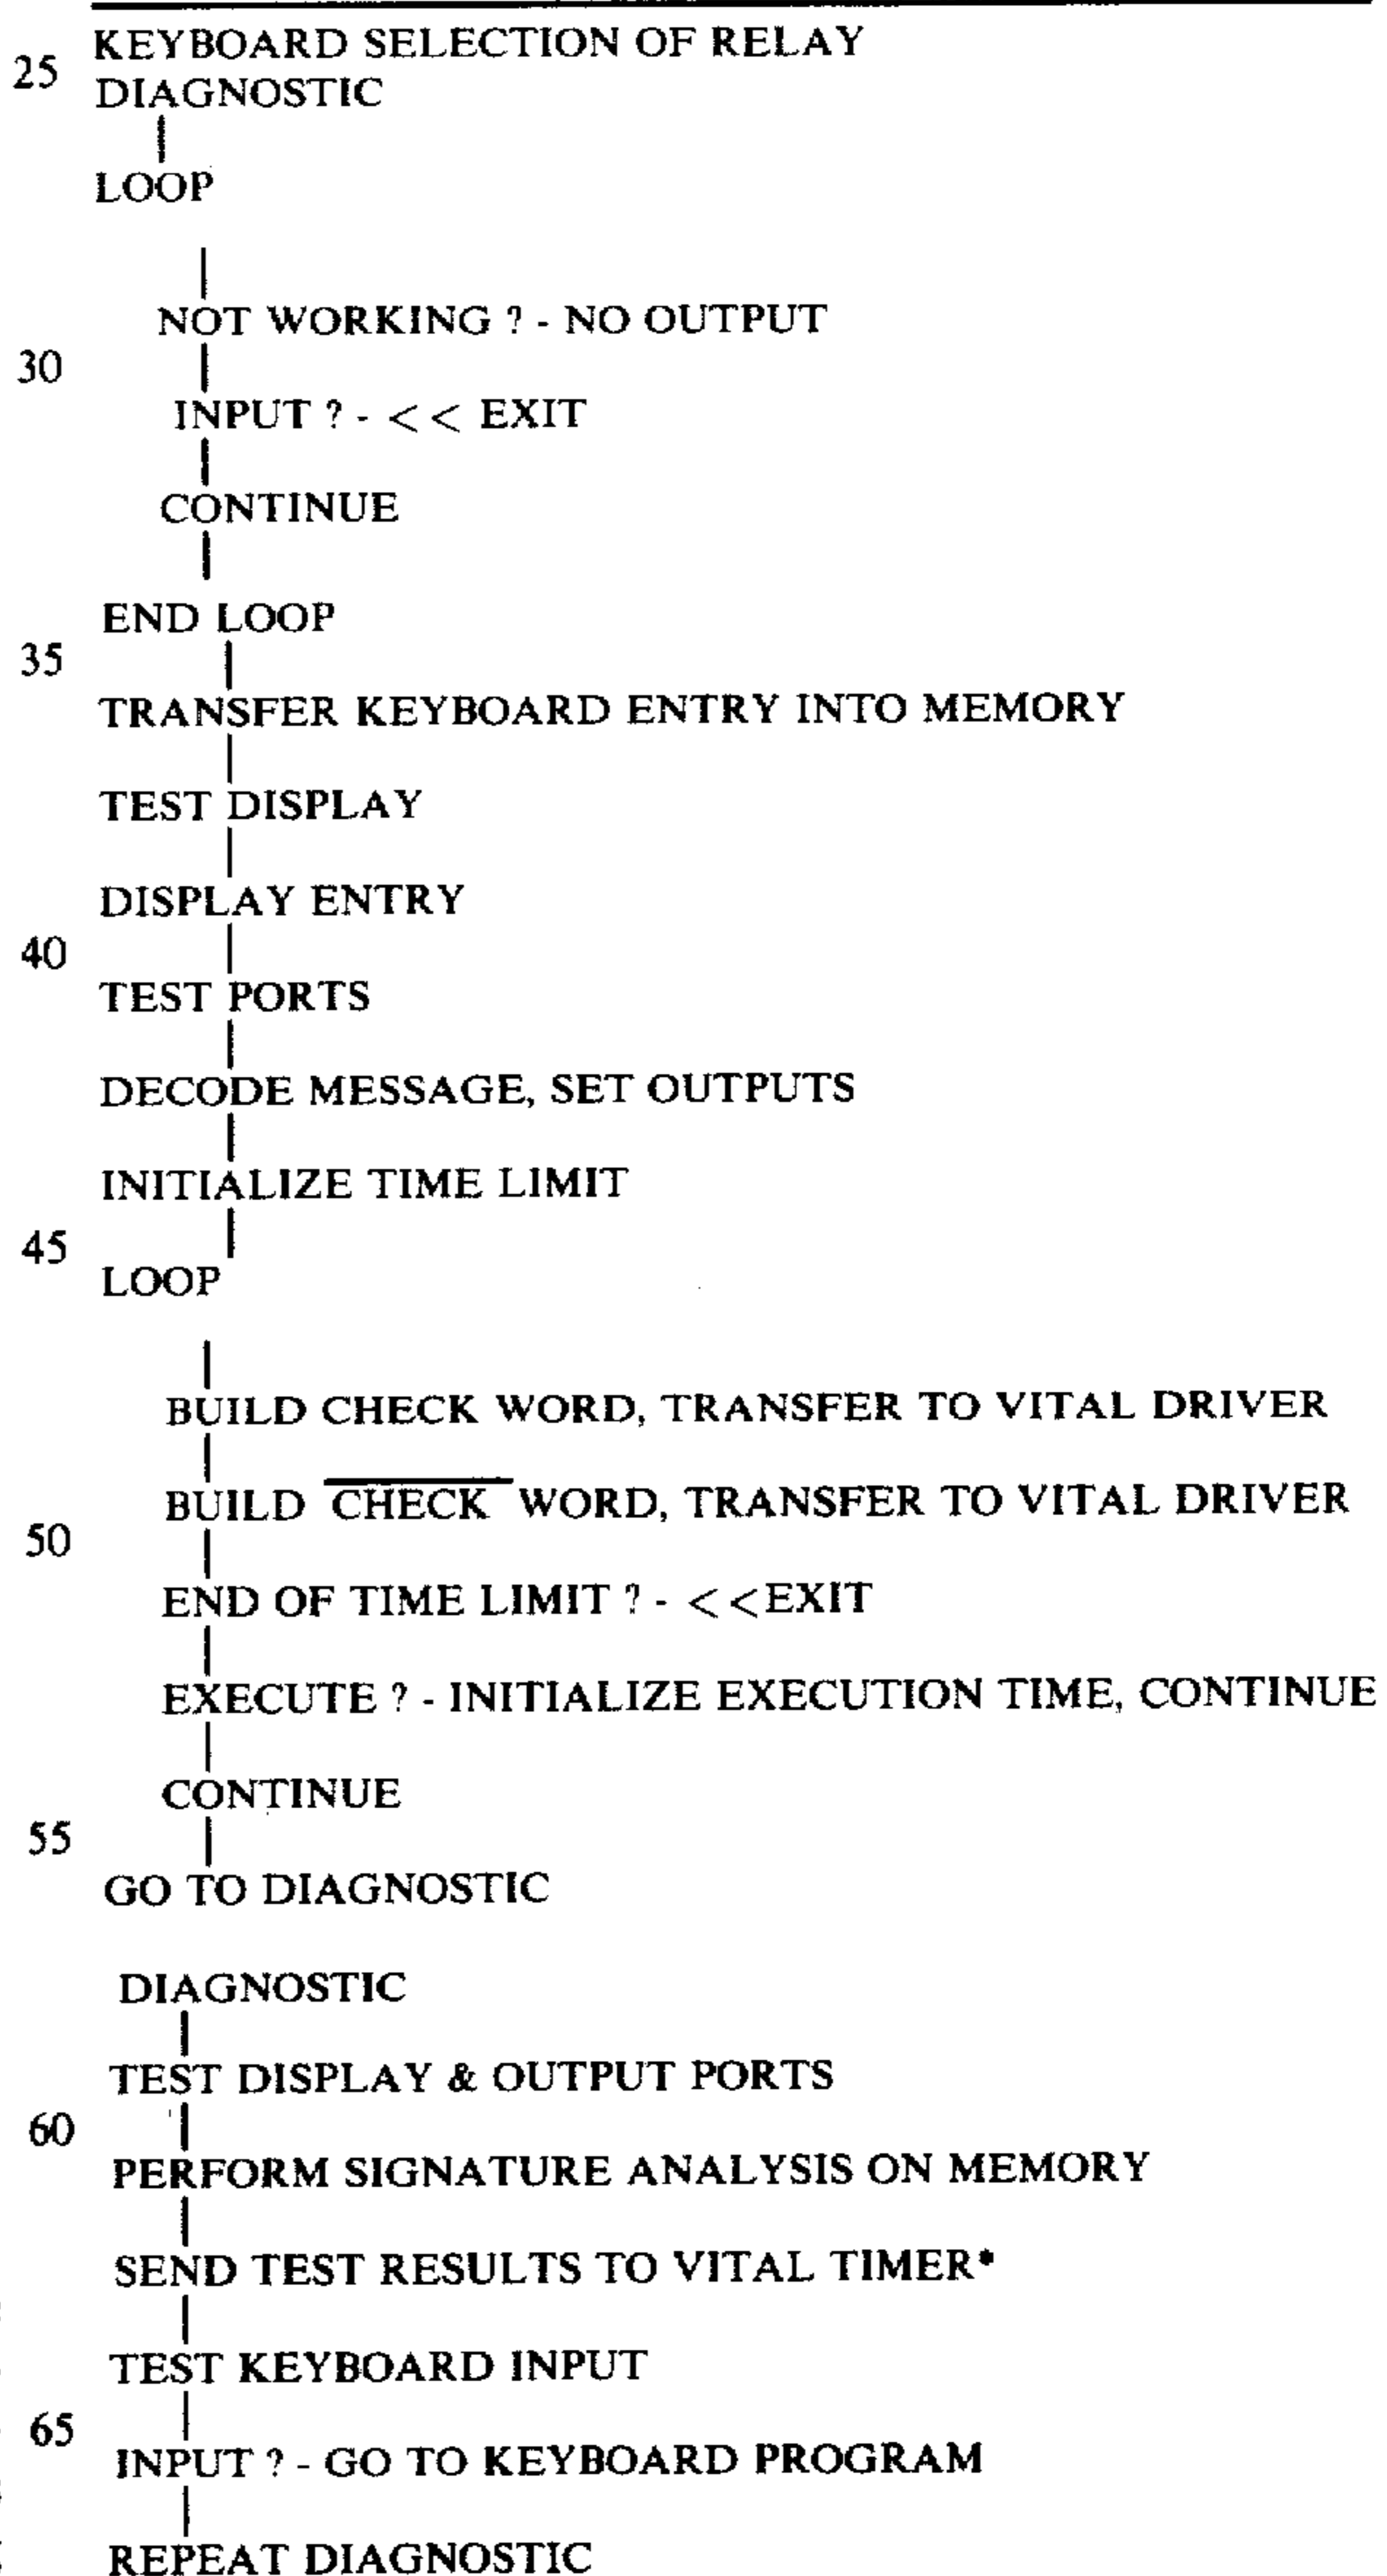 25 KEYBOARD SELECTION OF RELAY
DIAGNOSTIC
LOOP
NOT WORKING ? - NO OUTPUT
30
INPUT ? - < < EXIT
CONTINUE
END LOOP
35
TRANSFER KEYBOARD ENTRY INTO MEMORY
TEST DISPLAY
DISPLAY ENTRY
40
TEST PORTS
DECODE MESSAGE, SET OUTPUTS
INITIALIZE TIME LIMIT
45
LOOP
BUILD CHECK WORD, TRANSFER TO VITAL DRIVER
BUILD C̅H̅E̅C̅K̅ WORD, TRANSFER TO VITAL DRIVER
50
END OF TIME LIMIT ? - < <EXIT
EXECUTE ? - INITIALIZE EXECUTION TIME, CONTINUE
CONTINUE
55
GO TO DIAGNOSTIC
DIAGNOSTIC
TEST DISPLAY & OUTPUT PORTS
60
PERFORM SIGNATURE ANALYSIS ON MEMORY
SEND TEST RESULTS TO VITAL TIMER*
TEST KEYBOARD INPUT
65
INPUT ? - GO TO KEYBOARD PROGRAM
REPEAT DIAGNOSTIC